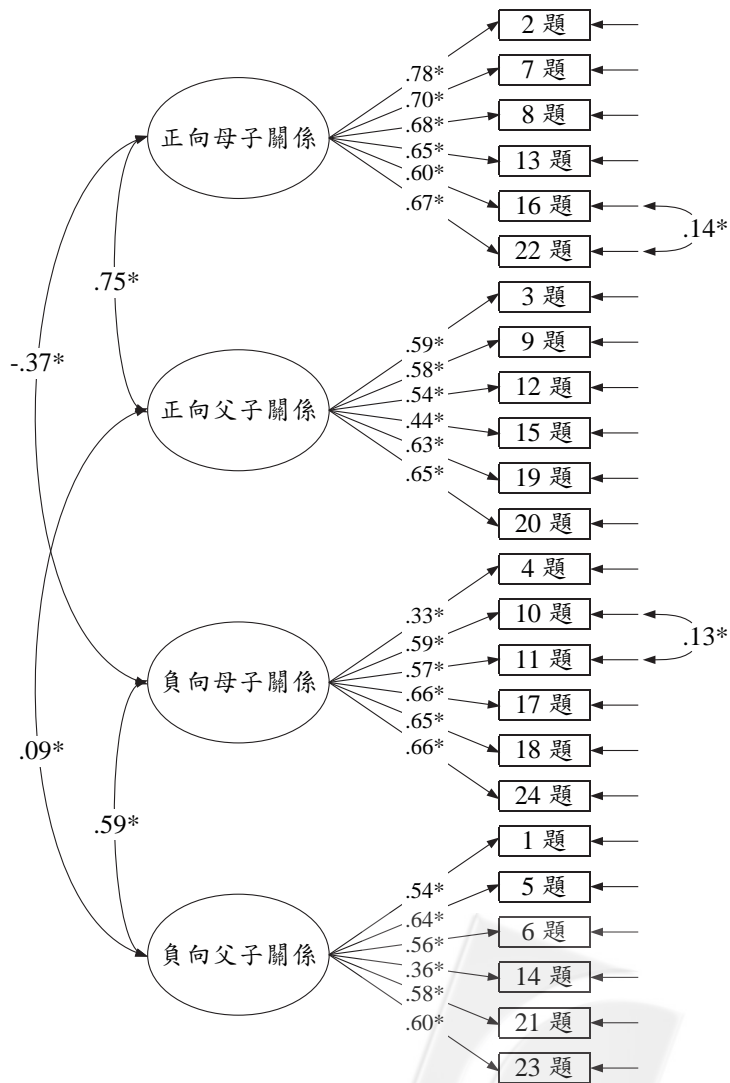 2 題
.78*
7 題
.70*
8 題
.68*
正向母子關係
.65*
13 題
.60*
16 題
.67*
.14*
22 題
.75*
3 題
.59*
9 題
-.37*
.58*
12 題
.54*
正向父子關係
.44*
15 題
.63*
19 題
.65*
20 題
4 題
.33*
10 題
.59*
.13*
11 題
.57*
負向母子關係
.66*
17 題
.65*
18 題
.09*
.66*
24 題
.59*
1 題
.54*
5 題
.64*
6 題
.56*
負向父子關係
.36*
14 題
.58*
21 題
.60*
23 題